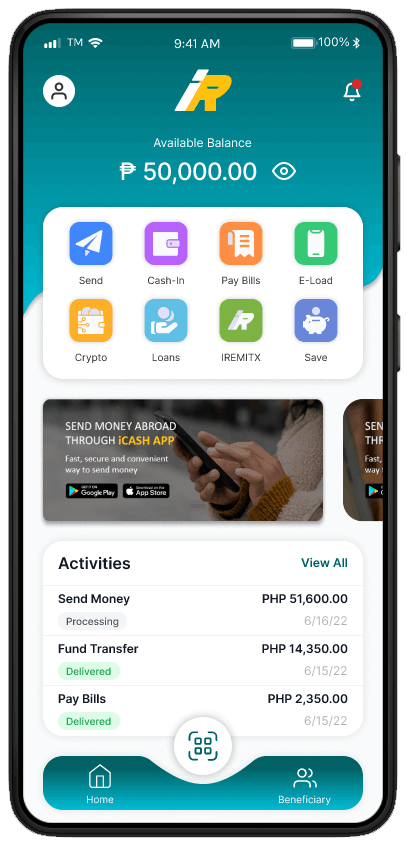 TM 9:41 AM 100%
iR
Available Balance
₱ 50,000.00
Send Cash-In Pay Bills E-Load
iR
Crypto Loans IREMITX Save
SEND MONEY ABROAD
THROUGH iCASH APP
Fast, secure and convenient
way to send money
GET IT ON
Google Play
Download on the
App Store
SEN
THR
Fast,
way t
Activities View All
Send Money PHP 51,600.00
Processing 6/16/22
Fund Transfer PHP 14,350.00
Delivered 6/15/22
Pay Bills PHP 2,350.00
Delivered 6/15/22
Home Beneficiary